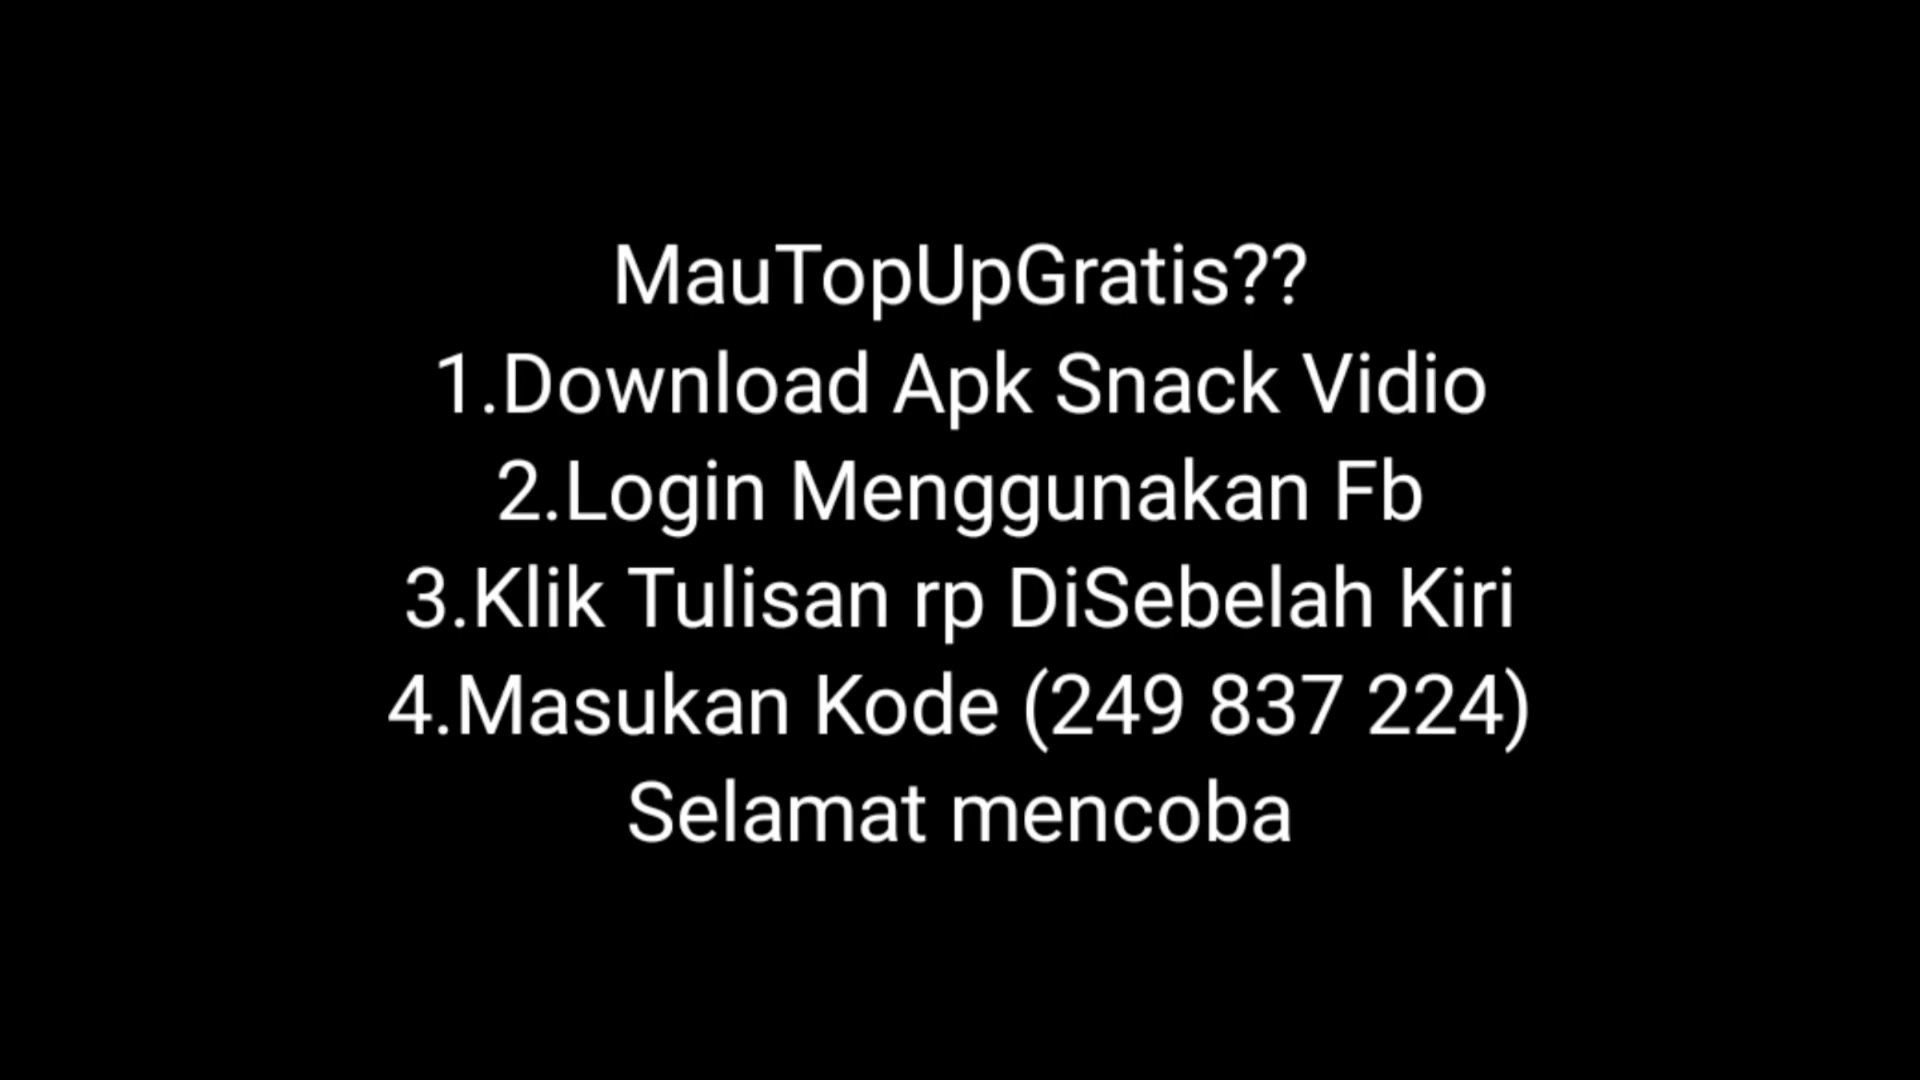 MauTopUpGratis??
1.Download Apk Snack Vidio
2.Login Menggunakan Fb
3.Klik Tulisan rp DiSebelah Kiri
4.Masukan Kode (249 837 224)
Selamat mencoba